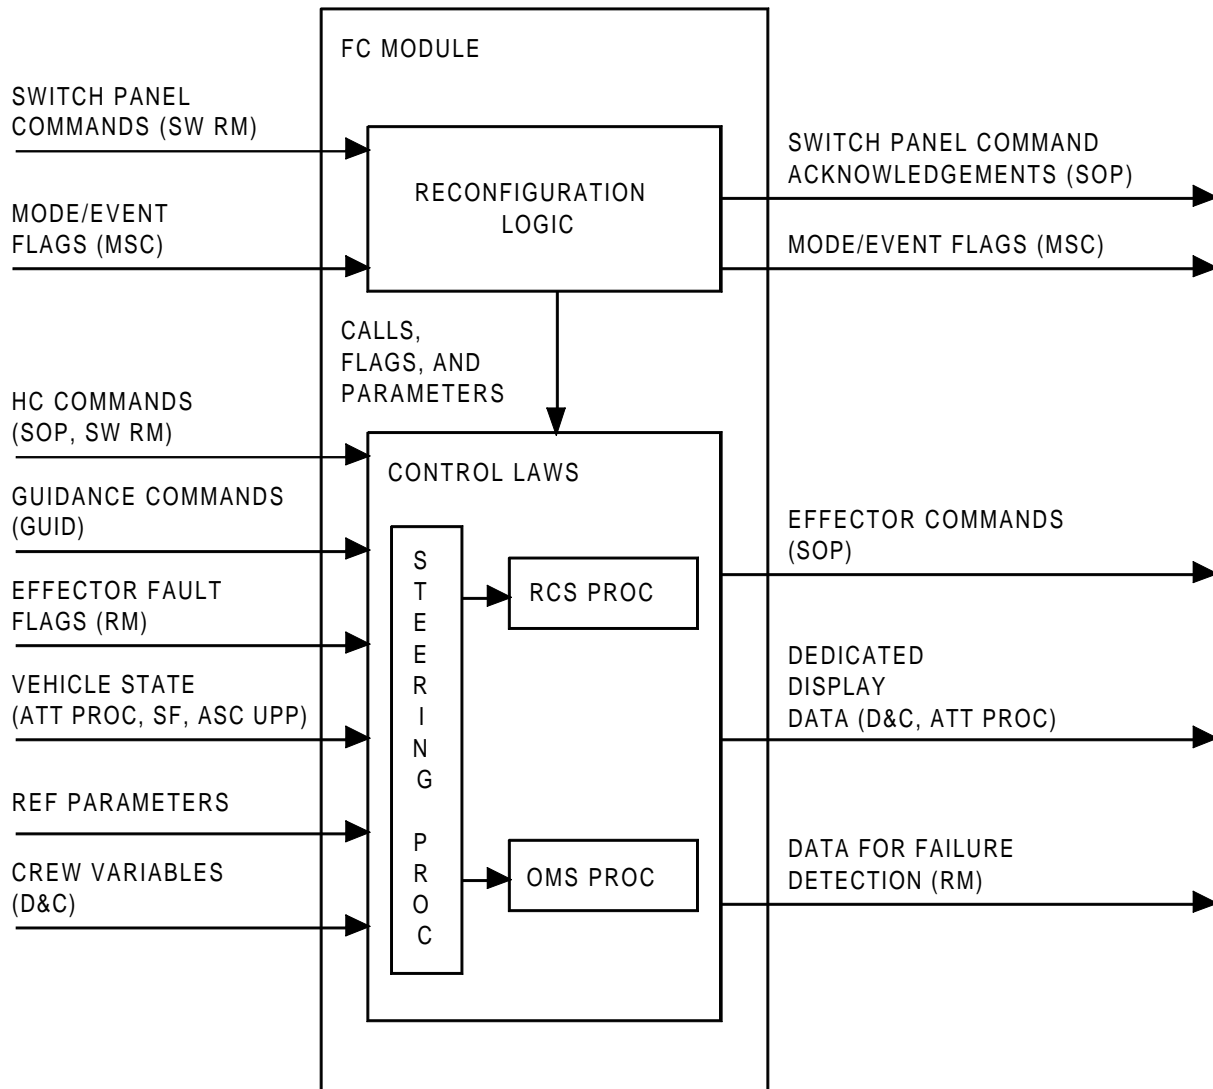 FC MODULE
SWITCH PANEL
COMMANDS (SW RM)
MODE/EVENT
FLAGS (MSC)
RECONFIGURATION
LOGIC
SWITCH PANEL COMMAND
ACKNOWLEDGEMENTS (SOP)
MODE/EVENT FLAGS (MSC)
CALLS,
FLAGS, AND
PARAMETERS
HC COMMANDS
(SOP, SW RM)
GUIDANCE COMMANDS
(GUID)
EFFECTOR FAULT
FLAGS (RM)
VEHICLE STATE
(ATT PROC, SF, ASC UPP)
REF PARAMETERS
CREW VARIABLES
(D&C)
CONTROL LAWS
STEERING PROC
RCS PROC
OMS PROC
EFFECTOR COMMANDS
(SOP)
DEDICATED
DISPLAY
DATA (D&C, ATT PROC)
DATA FOR FAILURE
DETECTION (RM)